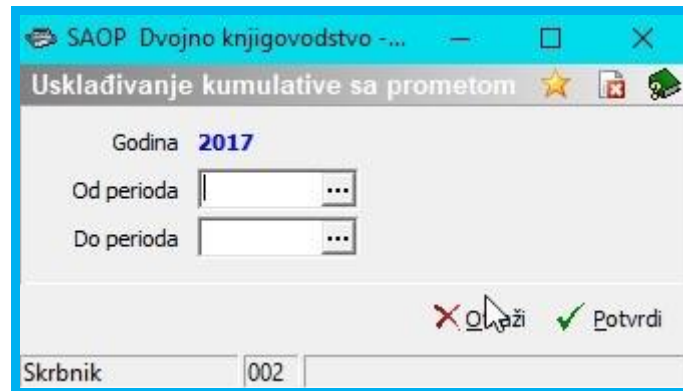 SAOP Dvojno knjigovodstvo -...
Usklađivanje kumulative sa prometom
Godina 2017
Od perioda ...
Do perioda ...
Potvrdi
Skrbnik 002